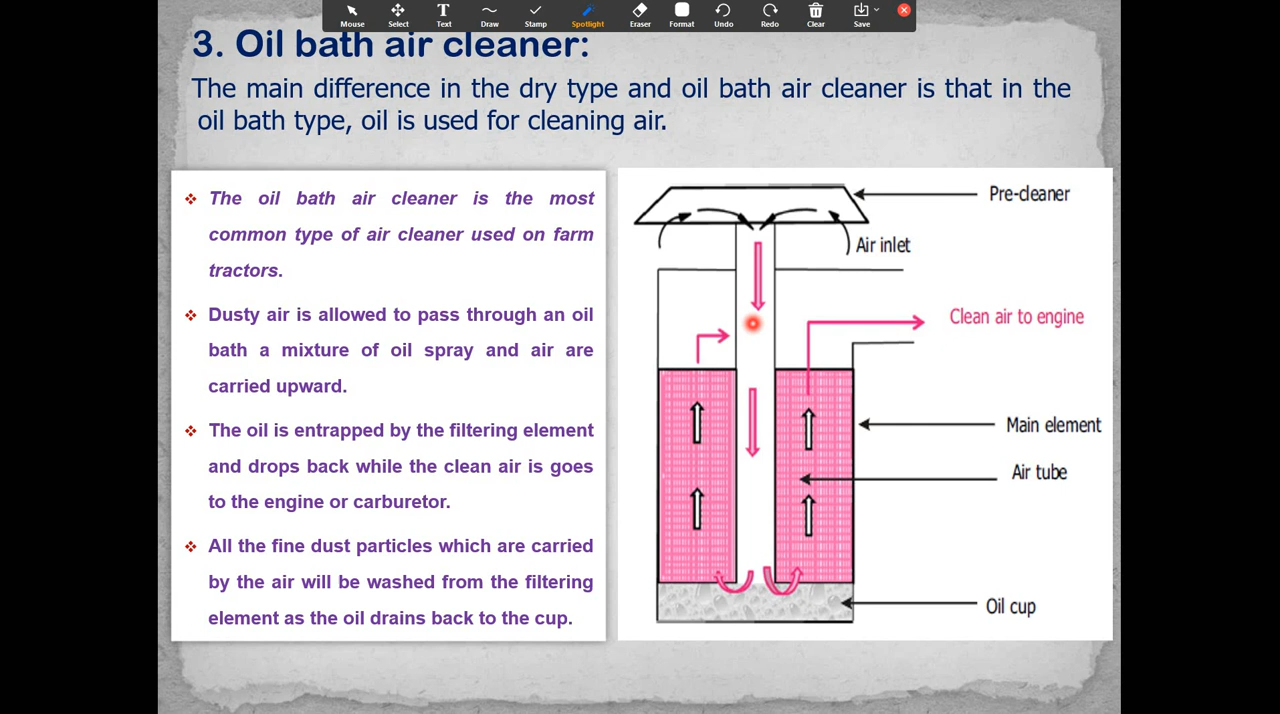 Mouse Select Text Draw Stamp Spotlight Eraser Format Undo Redo Clear Save
3. Oil bath air cleaner:
The main difference in the dry type and oil bath air cleaner is that in the
oil bath type, oil is used for cleaning air.
The oil bath air cleaner is the most
common type of air cleaner used on farm
tractors.
Dusty air is allowed to pass through an oil
bath a mixture of oil spray and air are
carried upward.
The oil is entrapped by the filtering element
and drops back while the clean air is goes
to the engine or carburetor.
All the fine dust particles which are carried
by the air will be washed from the filtering
element as the oil drains back to the cup.
Pre-cleaner
Air inlet
Clean air to engine
Main element
Air tube
Oil cup